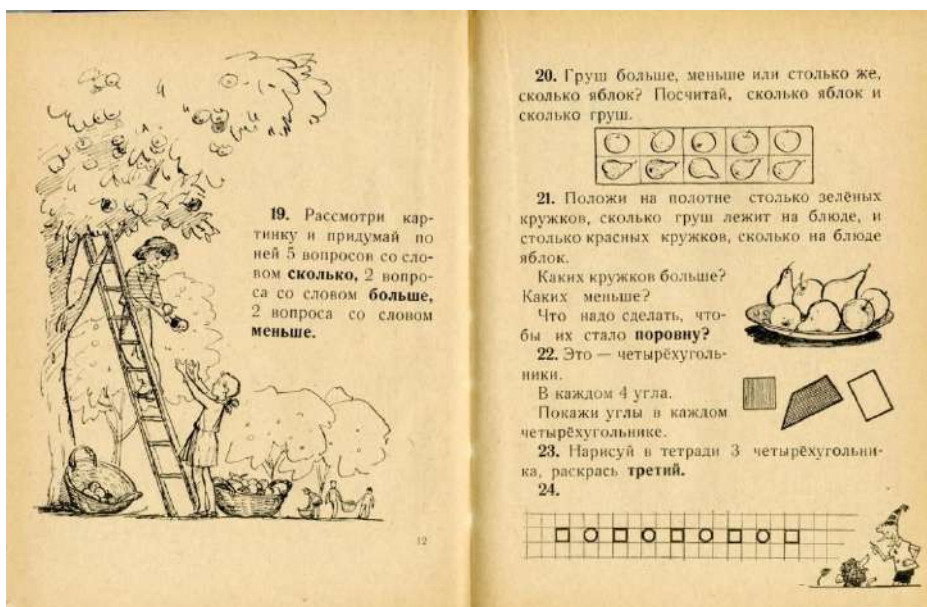 19. Рассмотри кар-
тинку и придумай по
ней 5 вопросов со сло-
вом сколько, 2 вопро-
са со словом больше,
2 вопроса со словом
меньше.
12
20. Груш больше, меньше или столько же,
сколько яблок? Посчитай, сколько яблок и
сколько груш.
21. Положи на полотне столько зелёных
кружков, сколько груш лежит на блюде, и
столько красных кружков, сколько на блюде
яблок.
Каких кружков больше?
Каких меньше?
Что надо сделать, что-
бы их стало поровну?
22. Это — четырёхуголь-
ники.
В каждом 4 угла.
Покажи углы в каждом
четырёхугольнике.
23. Нарисуй в тетради 3 четырёхугольни-
ка, раскрась третий.
24.